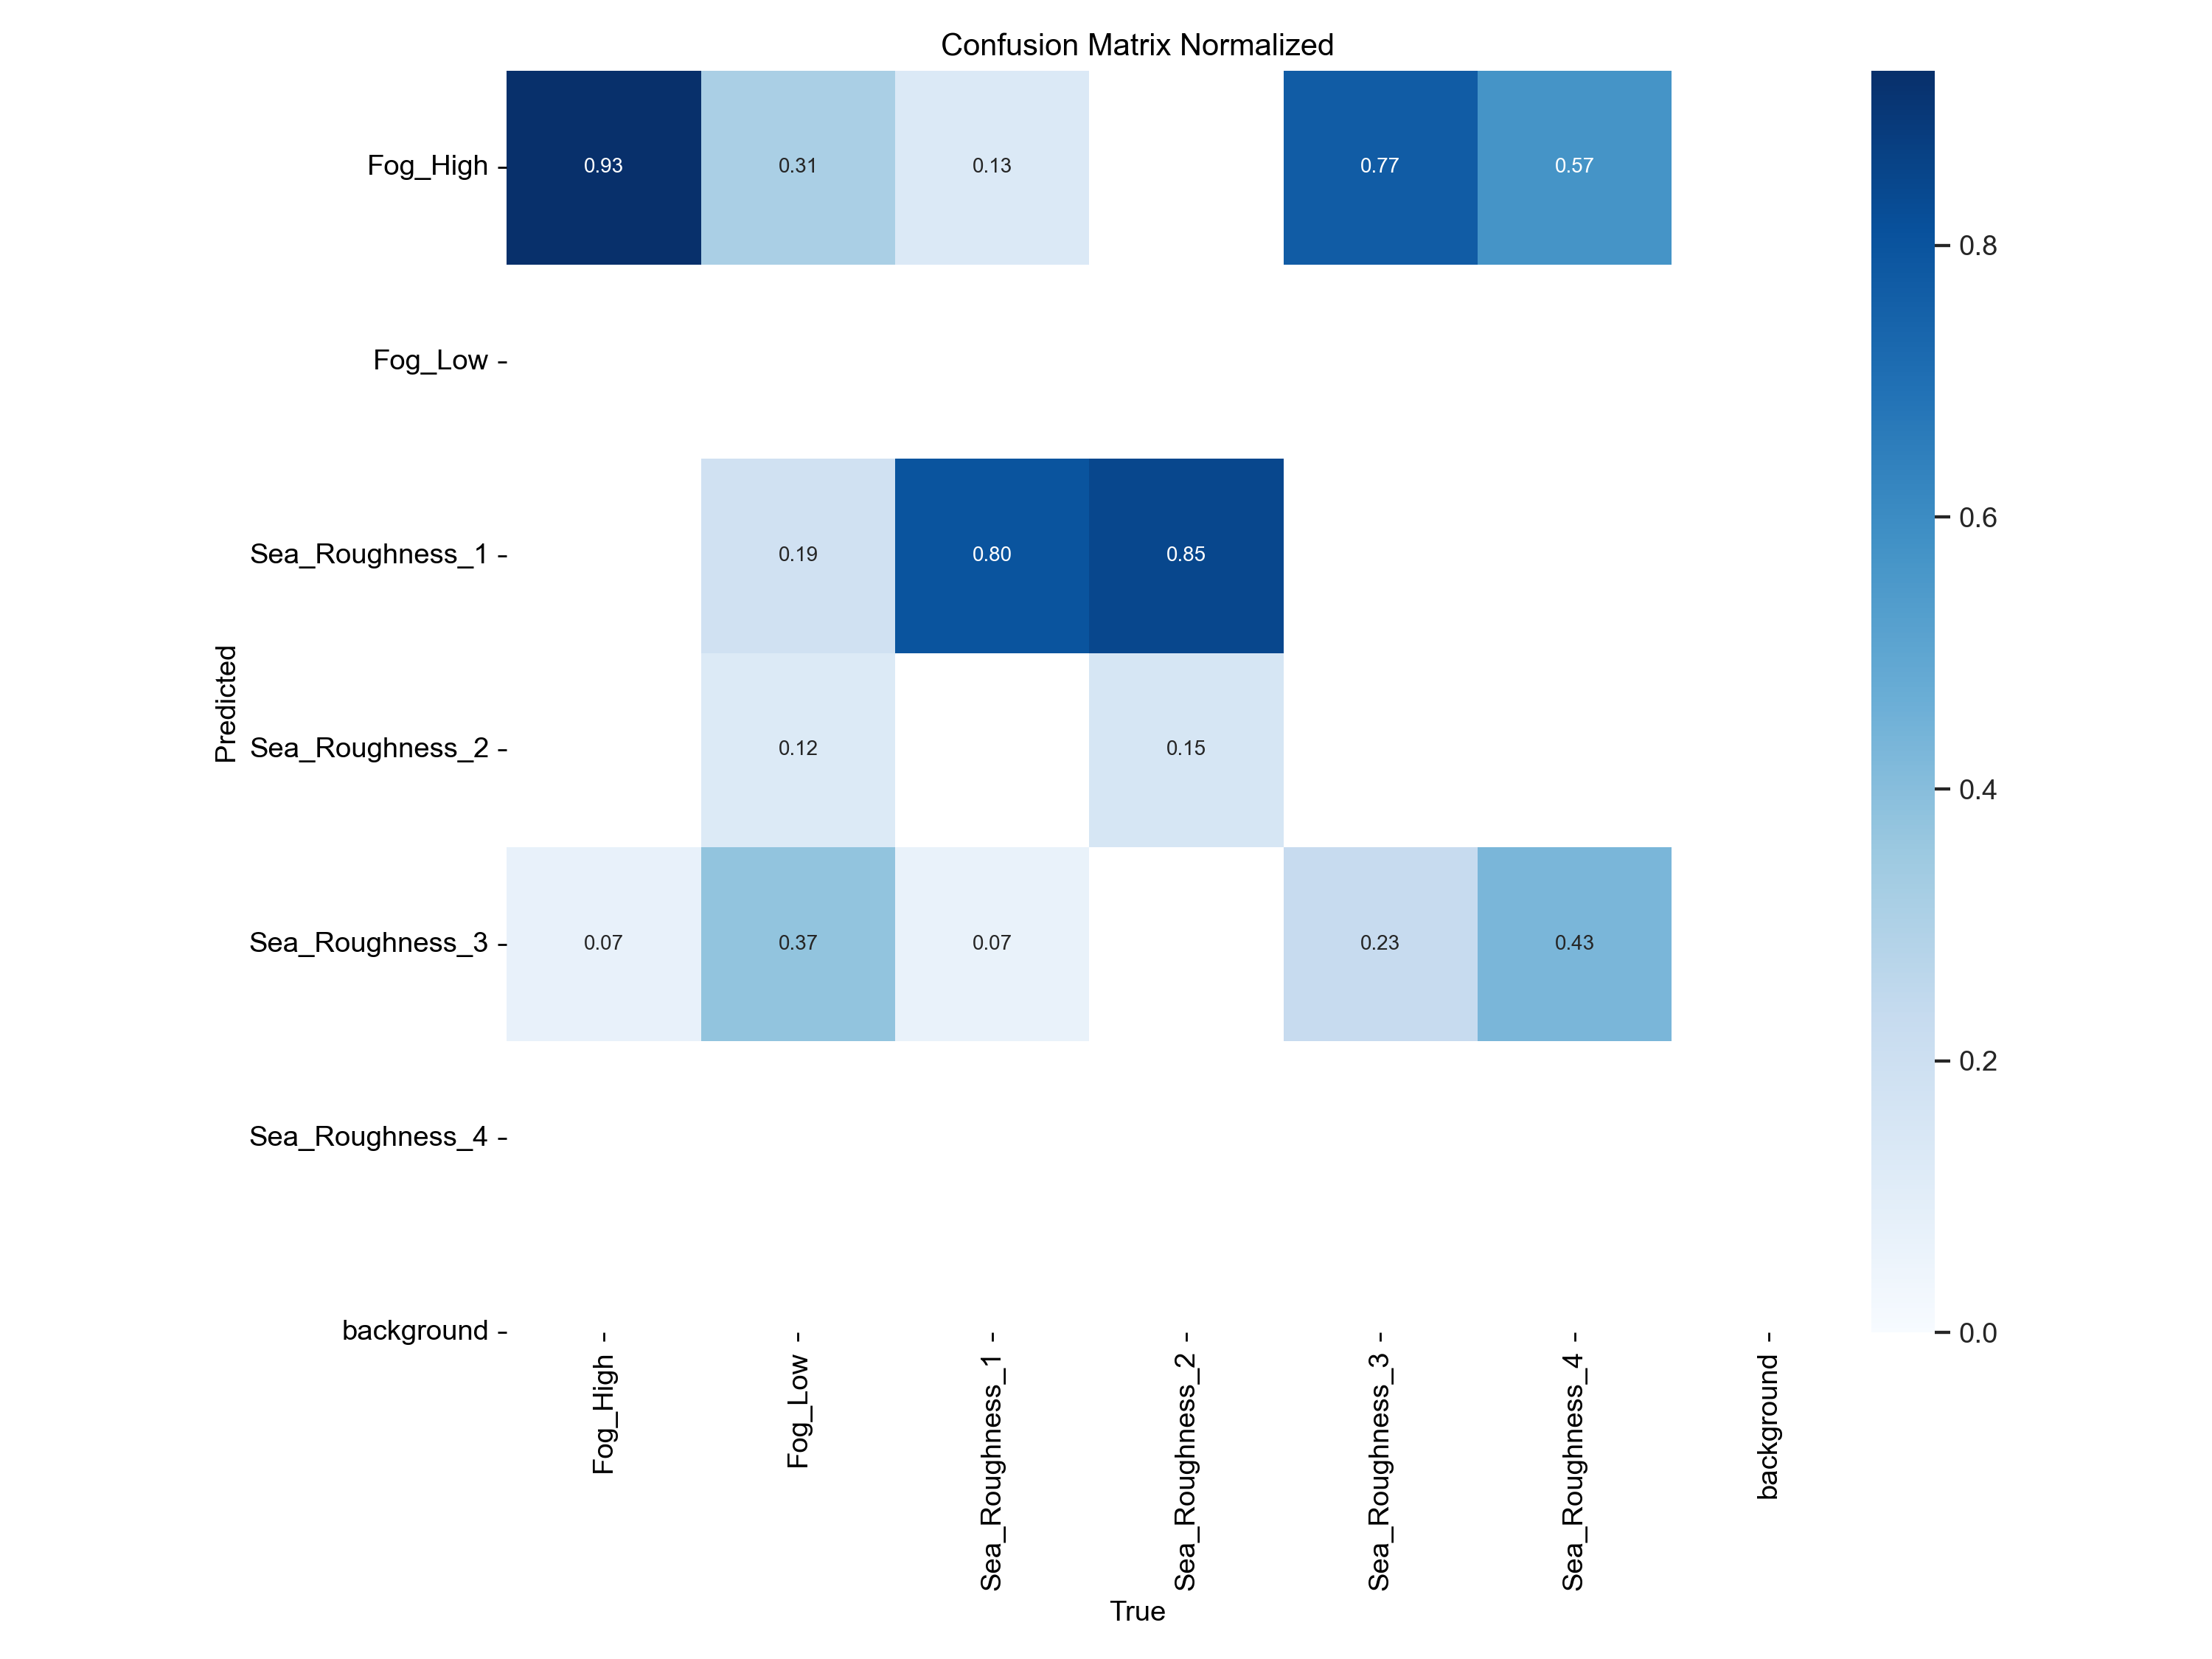 Confusion Matrix Normalized
Fog_High
0.93
0.31
0.13
0.77
0.57
Fog_Low
Sea_Roughness_1
0.19
0.80
0.85
Sea_Roughness_2
0.12
0.15
Sea_Roughness_3
0.07
0.37
0.07
0.23
0.43
Sea_Roughness_4
background
Predicted
Fog_High
Fog_Low
Sea_Roughness_1
Sea_Roughness_2
Sea_Roughness_3
Sea_Roughness_4
background
True
0.8
0.6
0.4
0.2
0.0